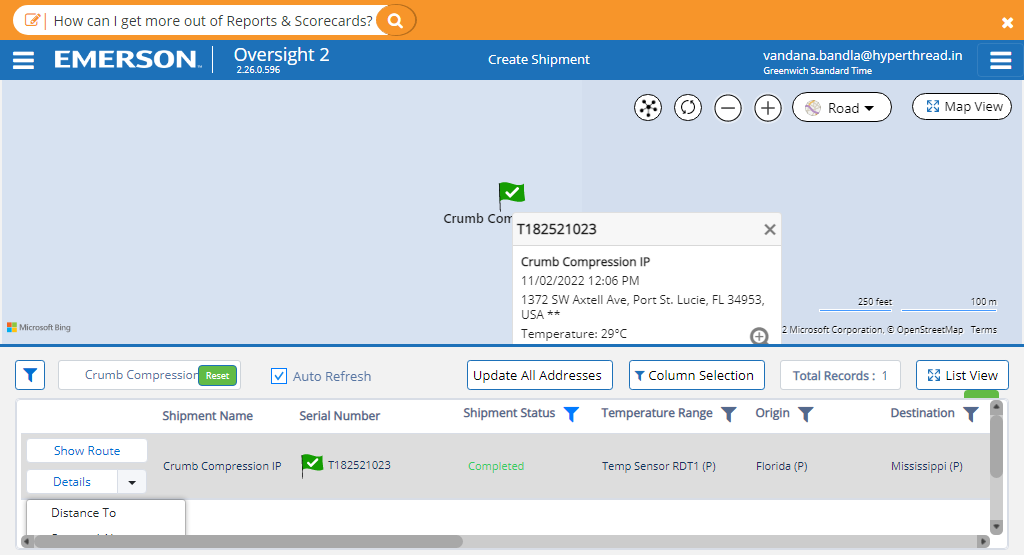 How can I get more out of Reports & Scorecards?
EMERSON
Oversight 2
2.26.0.596
Create Shipment
vandana.bandla@hyperthread.in
Greenwich Standard Time
Road
Map View
Crumb Com
T182521023
Crumb Compression IP
11/02/2022 12:06 PM
1372 SW Axtell Ave, Port St. Lucie, FL 34953,
USA **
Temperature: 29°C
250 feet
100 m
Microsoft Bing
2 Microsoft Corporation, © OpenStreetMap Terms
Crumb Compression
Reset
Auto Refresh
Update All Addresses
Column Selection
Total Records : 1
List View
Shipment Name
Serial Number
Shipment Status
Temperature Range
Origin
Destination
Show Route
Details
Crumb Compression IP
T182521023
Completed
Temp Sensor RDT1 (P)
Florida (P)
Mississippi (P)
Distance To